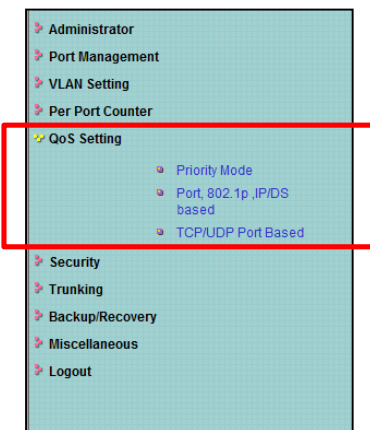 Administrator
Port Management
VLAN Setting
Per Port Counter
QoS Setting
Priority Mode
Port, 802.1p ,IP/DS
based
TCP/UDP Port Based
Security
Trunking
Backup/Recovery
Miscellaneous
Logout